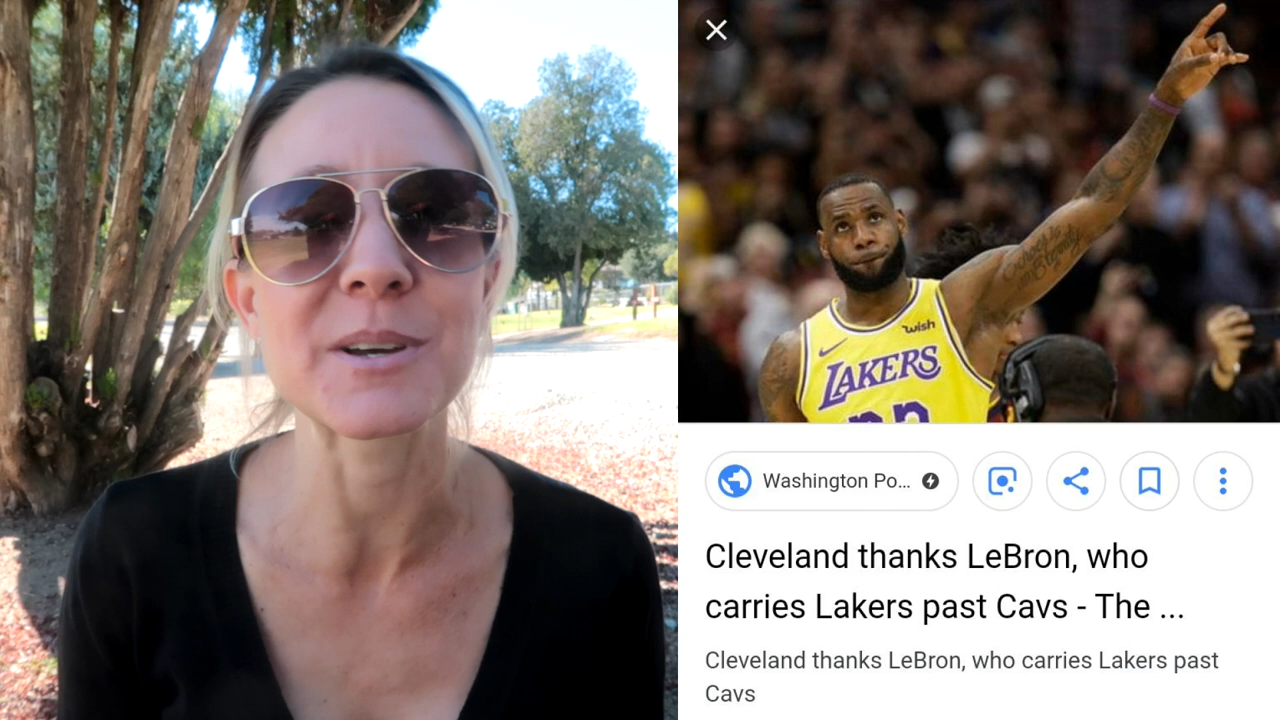 wish
LAKERS
Washington Po...
Cleveland thanks LeBron, who
carries Lakers past Cavs - The ...
Cleveland thanks LeBron, who carries Lakers past
Cavs